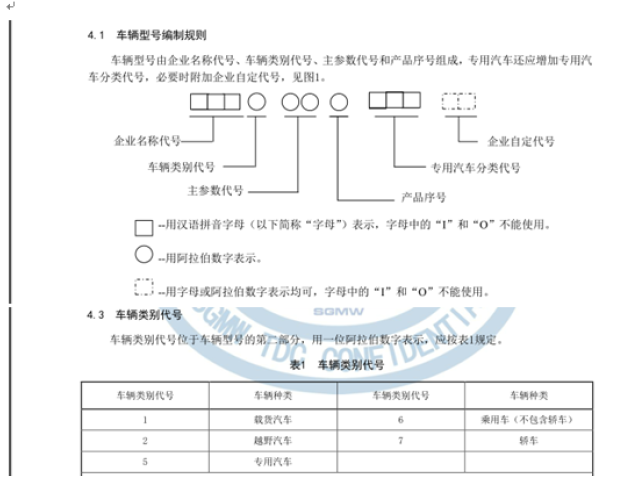 4.1 车辆型号编制规则
车辆型号由企业名称代号、车辆类别代号、主参数代号和产品序号组成，专用汽车还应增加专用汽
车分类代号，必要时附加企业自定代号，见图1。
企业名称代号
企业自定代号
车辆类别代号
专用汽车分类代号
主参数代号
产品序号
--用汉语拼音字母（以下简称“字母”）表示，字母中的“I”和“O”不能使用。
--用阿拉伯数字表示。
--用字母或阿拉伯数字表示均可，字母中的“I”和“O”不能使用。
4.3 车辆类别代号
SGMW
车辆类别代号位于车辆型号的第二部分，用一位阿拉伯数字表示，应按表1规定。
SGMW TDC CONFIDENTI
表1 车辆类别代号
车辆类别代号 车辆种类 车辆类别代号 车辆种类
1 载货汽车 6 乘用车（不包含轿车）
2 越野汽车 7 轿车
5 专用汽车